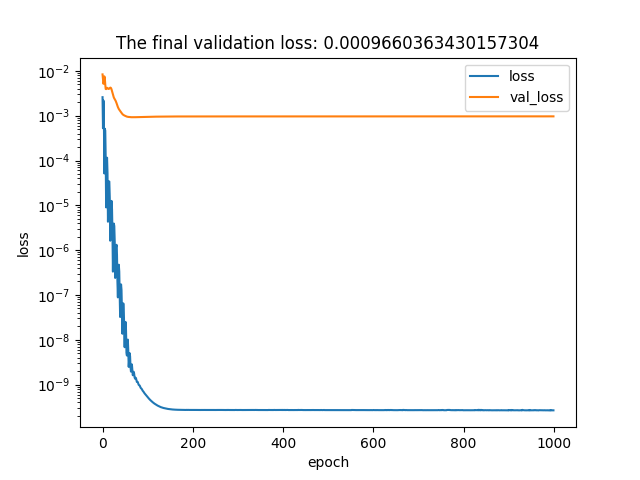 The final validation loss: 0.0009660363430157304
loss
val_loss
10⁻²
10⁻³
10⁻⁴
10⁻⁵
10⁻⁶
10⁻⁷
10⁻⁸
10⁻⁹
loss
0 200 400 600 800 1000
epoch